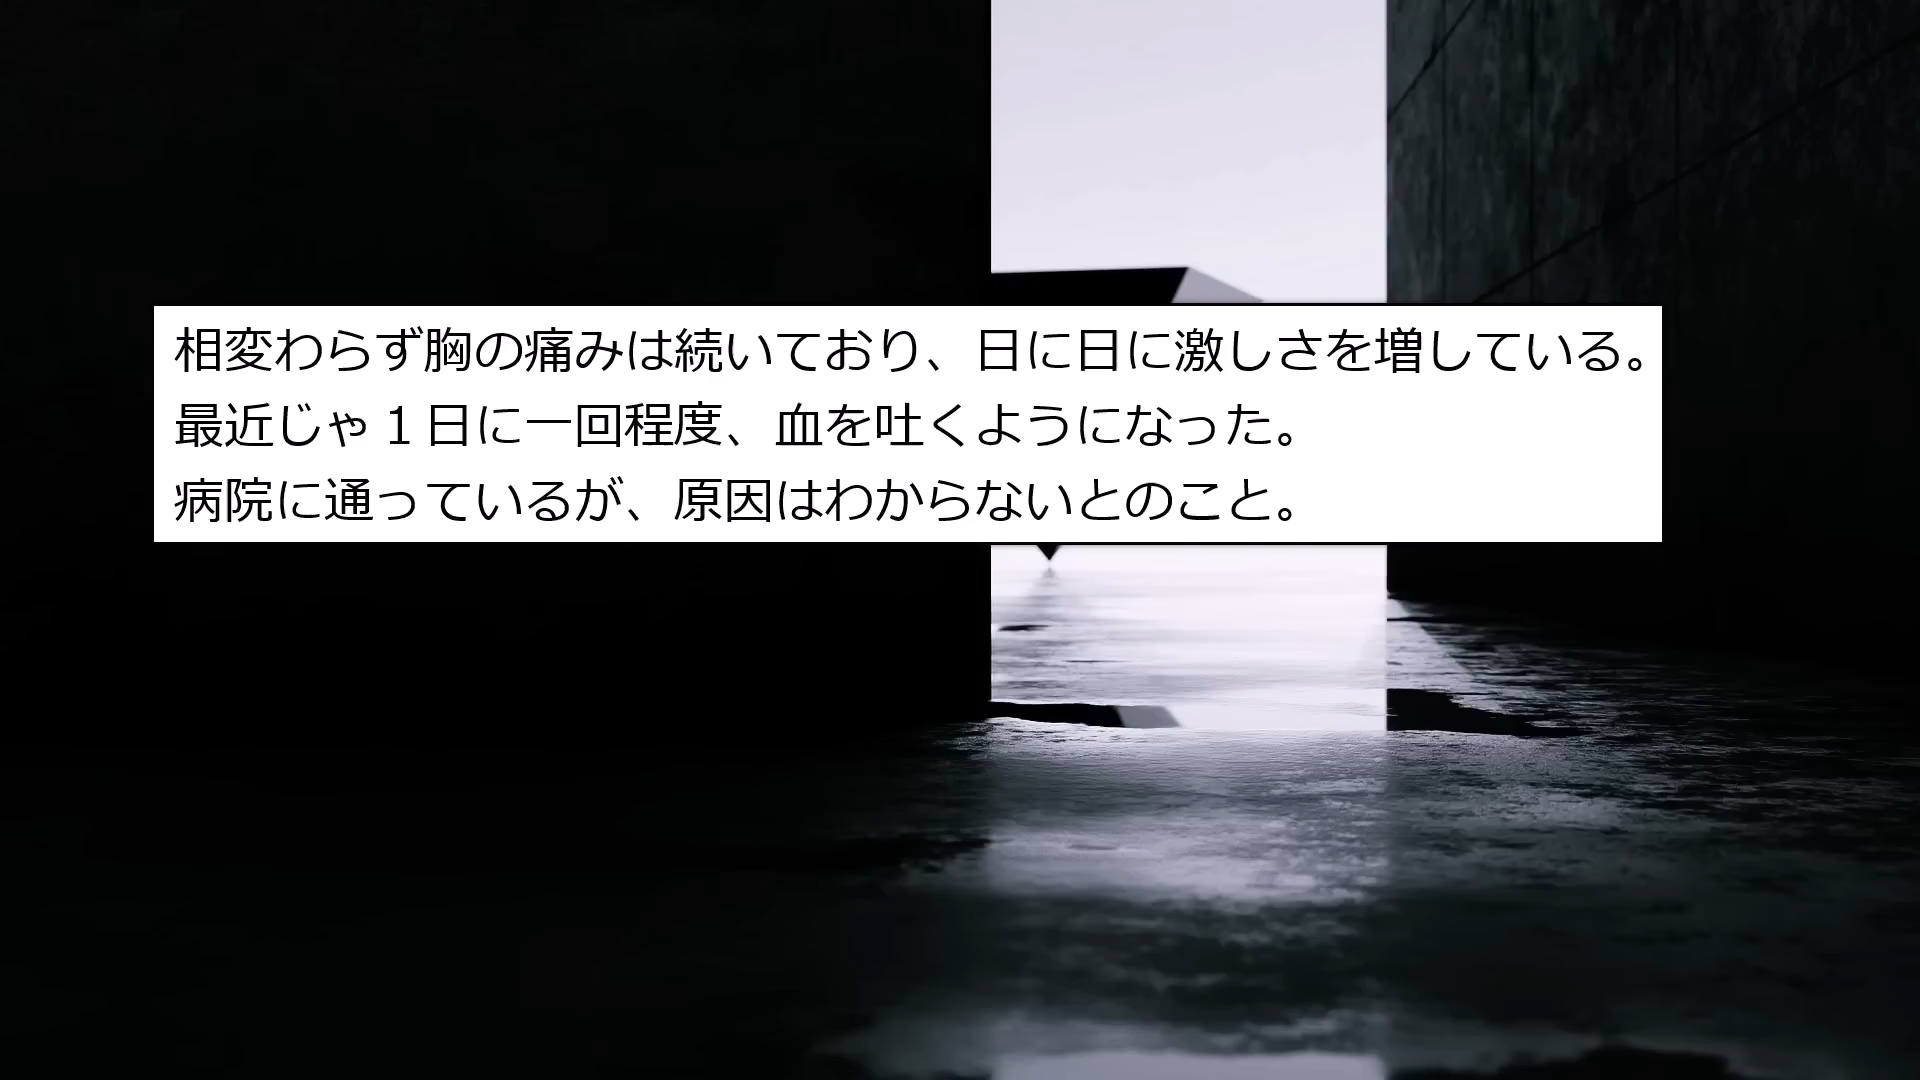 相変わらず胸の痛みは続いており、日に日に激しさを増している。
最近じゃ１日に一回程度、血を吐くようになった。
病院に通っているが、原因はわからないとのこと。